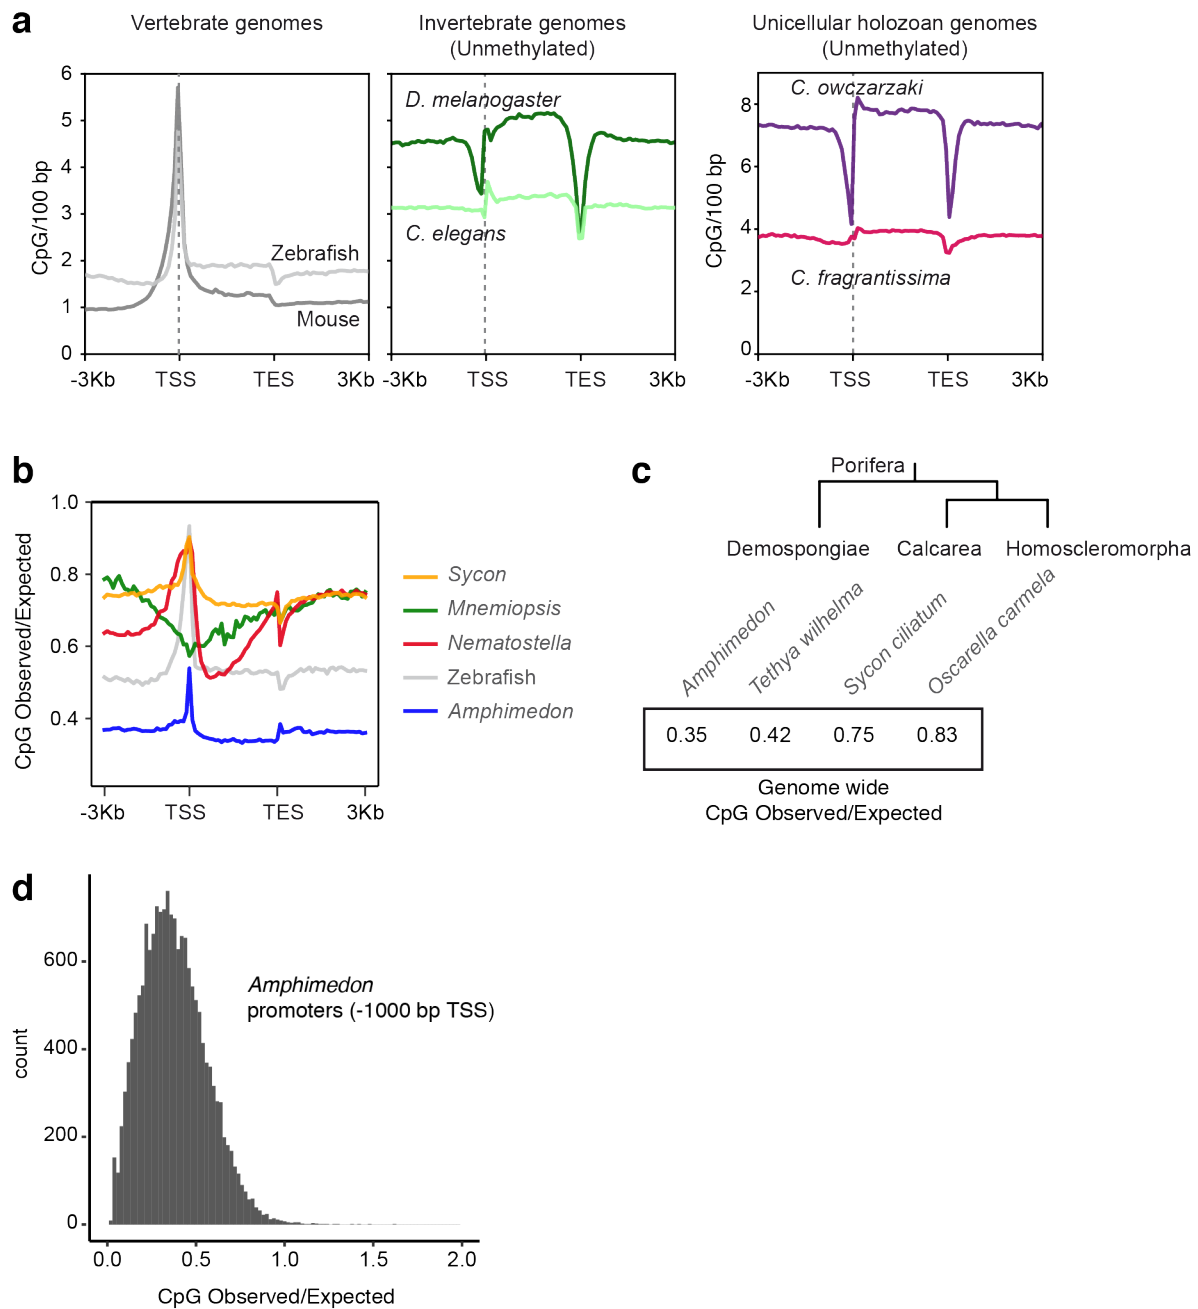 a
Vertebrate genomes
Invertebrate genomes
(Unmethylated)
Unicellular holozoan genomes
(Unmethylated)
CpG/100 bp
6
5
4
3
2
1
0
Zebrafish
Mouse
-3Kb TSS TES 3Kb
D. melanogaster
C. elegans
-3Kb TSS TES 3Kb
CpG/100 bp
8
6
4
2
0
C. owczarzaki
C. fragrantissima
-3Kb TSS TES 3Kb
b
CpG Observed/Expected
1.0
0.8
0.6
0.4
-3Kb TSS TES 3Kb
Sycon
Mnemiopsis
Nematostella
Zebrafish
Amphimedon
c
Porifera
Demospongiae Calcarea Homoscleromorpha
Amphimedon
Tethya wilhelma
Sycon ciliatum
Oscarella carmela
0.35 0.42 0.75 0.83
Genome wide
CpG Observed/Expected
d
count
600
400
200
0
Amphimedon
promoters (-1000 bp TSS)
0.0 0.5 1.0 1.5 2.0
CpG Observed/Expected